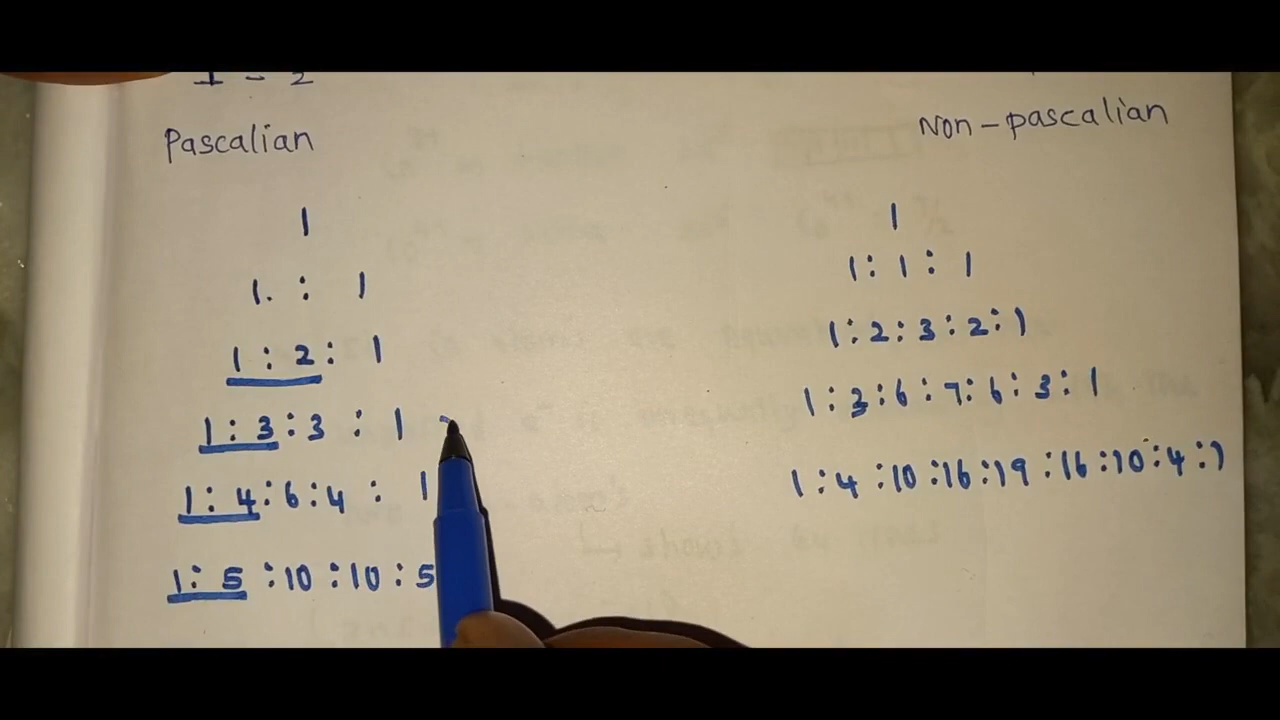 Pascalian
1
1. : 1
1 : 2 : 1
1 : 3 : 3 : 1
1 : 4 : 6 : 4 : 1
1 : 5 : 10 : 10 : 5
Non-pascalian
1
1 : 1 : 1
1 : 2 : 3 : 2 : 1
1 : 3 : 6 : 7 : 6 : 3 : 1
1 : 4 : 10 : 16 : 19 : 16 : 10 : 4 : 1